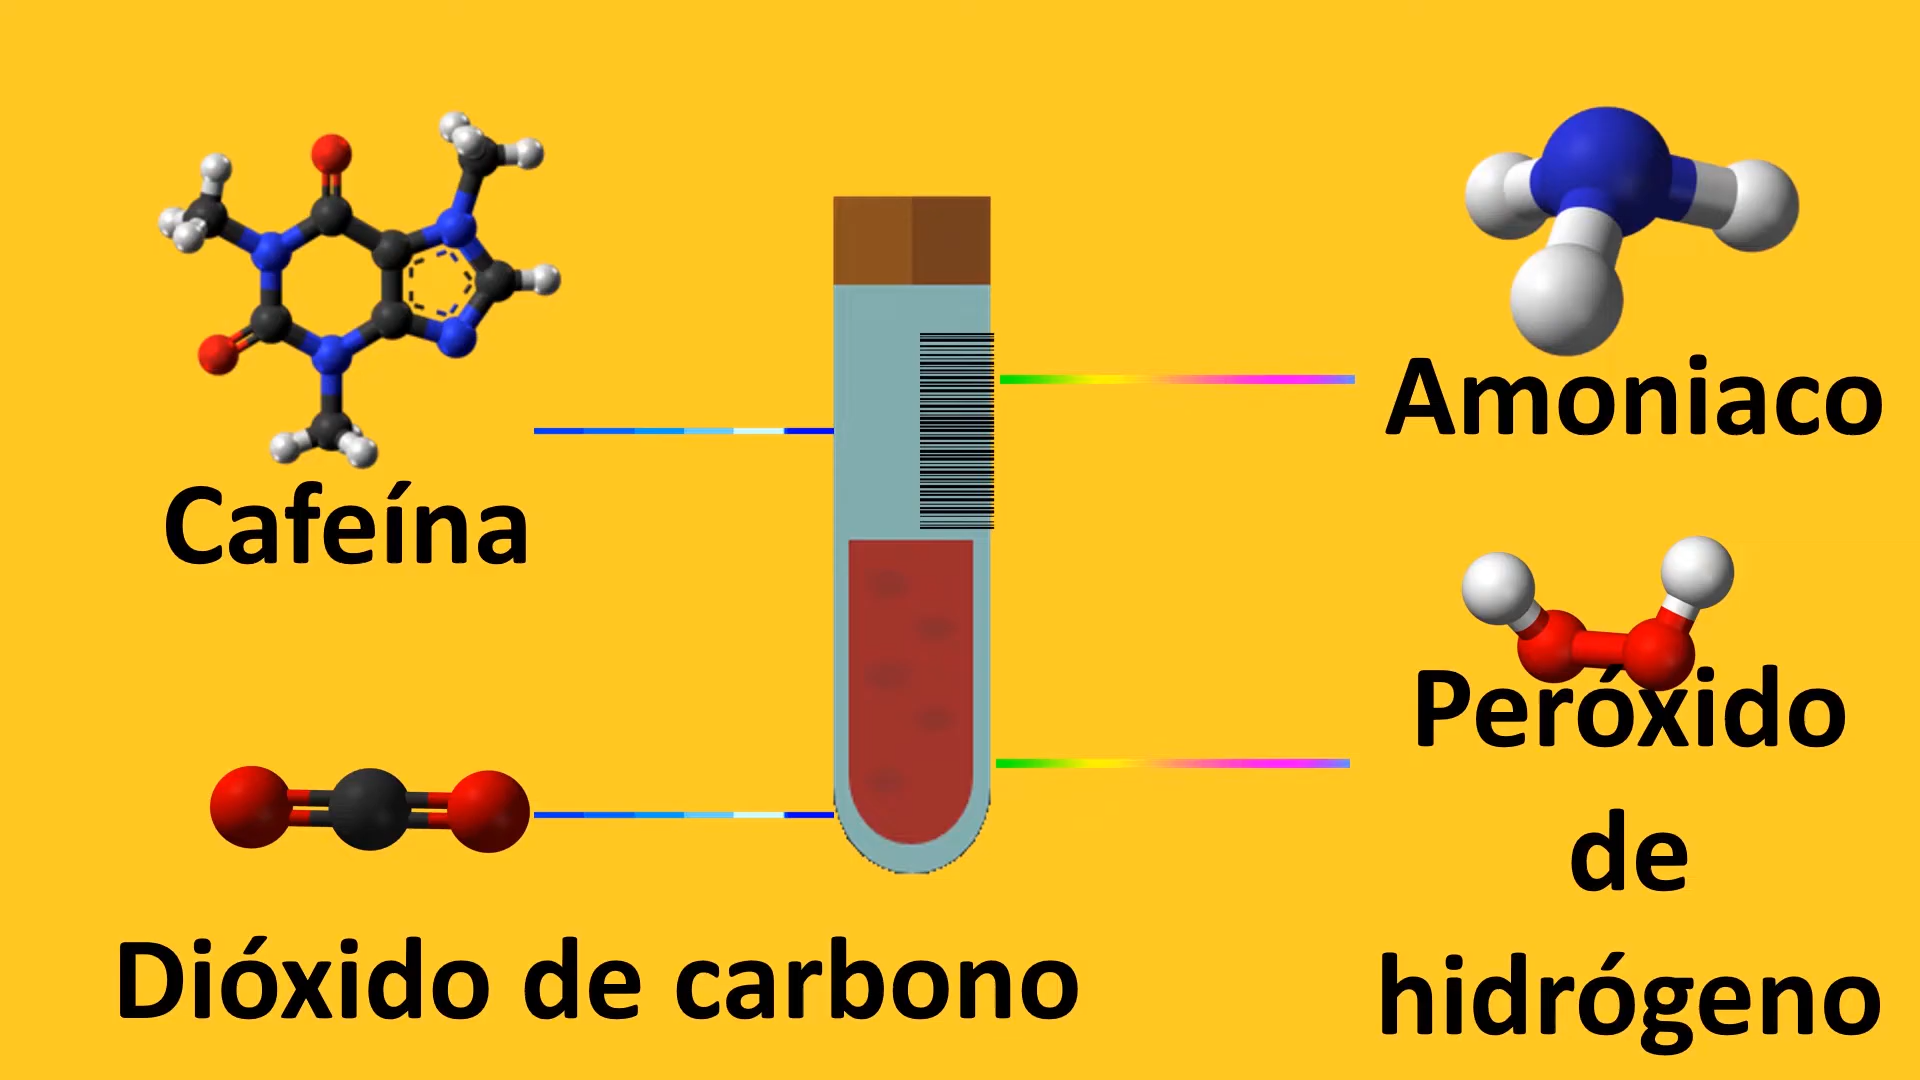 Cafeína
Amoniaco
Dióxido de carbono
Peróxido
de
hidrógeno